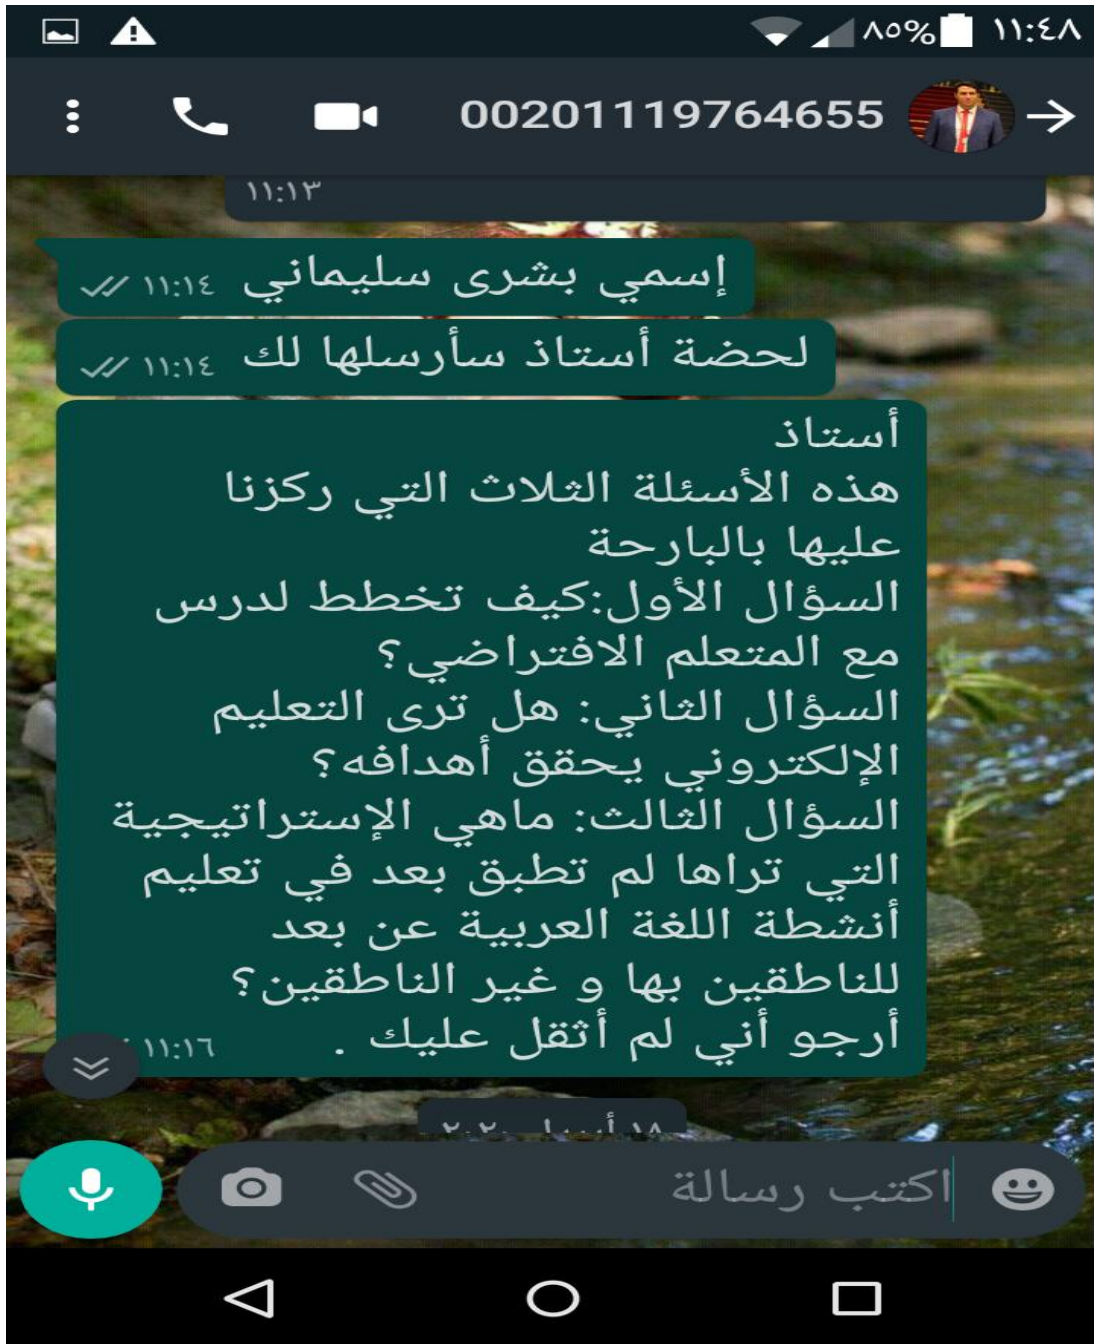 ١١:٤٨ ٨٥%
00201119764655
١١:١٣
إسمي بشرى سليماني ١١:١٤
لحضة أستاذ سأرسلها لك ١١:١٤
أستاذ
هذه الأسئلة الثلاث التي ركزنا
عليها بالبارحة
السؤال الأول:كيف تخطط لدرس
مع المتعلم الافتراضي؟
السؤال الثاني: هل ترى التعليم
الإلكتروني يحقق أهدافه؟
السؤال الثالث: ماهي الإستراتيجية
التي تراها لم تطبق بعد في تعليم
أنشطة اللغة العربية عن بعد
للناطقين بها و غير الناطقين؟
أرجو أني لم أثقل عليك . ١١:١٦
١٨ أبريل ٢٠٢٠
اكتب رسالة